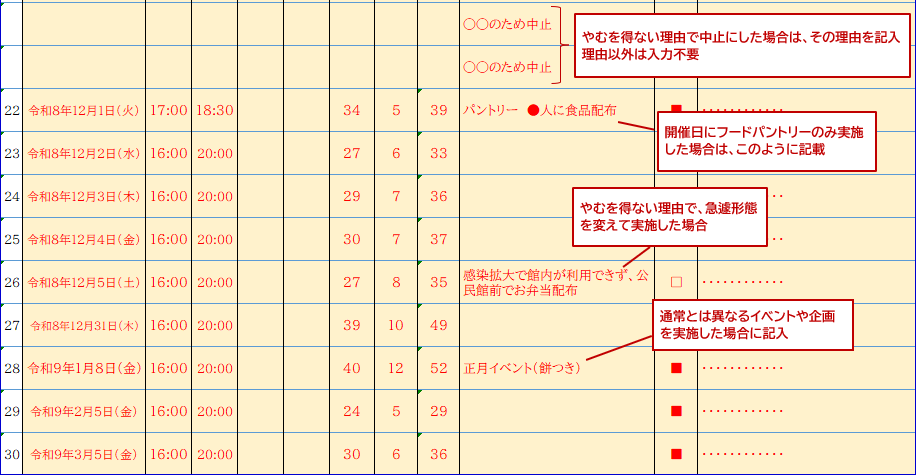 〇〇のため中止
やむを得ない理由で中止にした場合は、その理由を記入
理由以外は入力不要
〇〇のため中止
22 令和8年12月1日(火) 17:00 18:30 34 5 39 パントリー ●人に食品配布 ■ ・・・・・・・・・・・・
開催日にフードパントリーのみ実施
した場合は、このように記載
23 令和8年12月2日(水) 16:00 20:00 27 6 33
24 令和8年12月3日(木) 16:00 20:00 29 7 36 ・・
やむを得ない理由で、急遽形態
を変えて実施した場合
25 令和8年12月4日(金) 16:00 20:00 30 7 37 ・・
26 令和8年12月5日(土) 16:00 20:00 27 8 35 感染拡大で館内が利用できず、公
民館前でお弁当配布 □ ・・・・・・・・・・・・
通常とは異なるイベントや企画
を実施した場合に記入
27 令和8年12月31日(木) 16:00 20:00 39 10 49
28 令和9年1月8日(金) 16:00 20:00 40 12 52 正月イベント(餅つき) ■ ・・・・・・・・・・・・
29 令和9年2月5日(金) 16:00 20:00 24 5 29 ■ ・・・・・・・・・・・・
30 令和9年3月5日(金) 16:00 20:00 30 6 36 ■ ・・・・・・・・・・・・